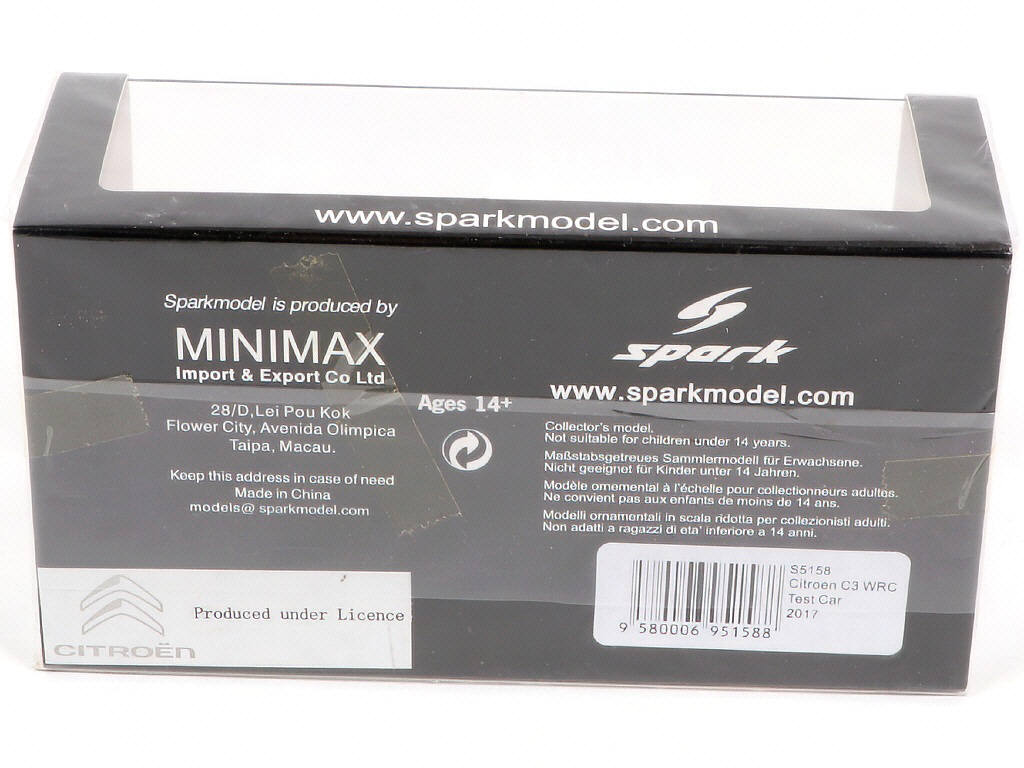 www.sparkmodel.com
Sparkmodel is produced by
MINIMAX
Import & Export Co Ltd
28/D,Lei Pou Kok
Flower City, Avenida Olimpica
Taipa, Macau.
Keep this address in case of need
Made in China
models@ sparkmodel.com
Ages 14+
spark
www.sparkmodel.com
Collector's model.
Not suitable for children under 14 years.
Maßstabsgetreues Sammlermodell für Erwachsene.
Nicht geeignet für Kinder unter 14 Jahren.
Modèle ornemental à l'échelle pour collectionneurs adultes.
Ne convient pas aux enfants de moins de 14 ans.
Modelli ornamentali in scala ridotta per collezionisti adulti.
Non adatti a ragazzi di eta' inferiore a 14 anni.
CITROËN
Produced under Licence
S5158
Citroen C3 WRC
Test Car
2017
9 580006 951588